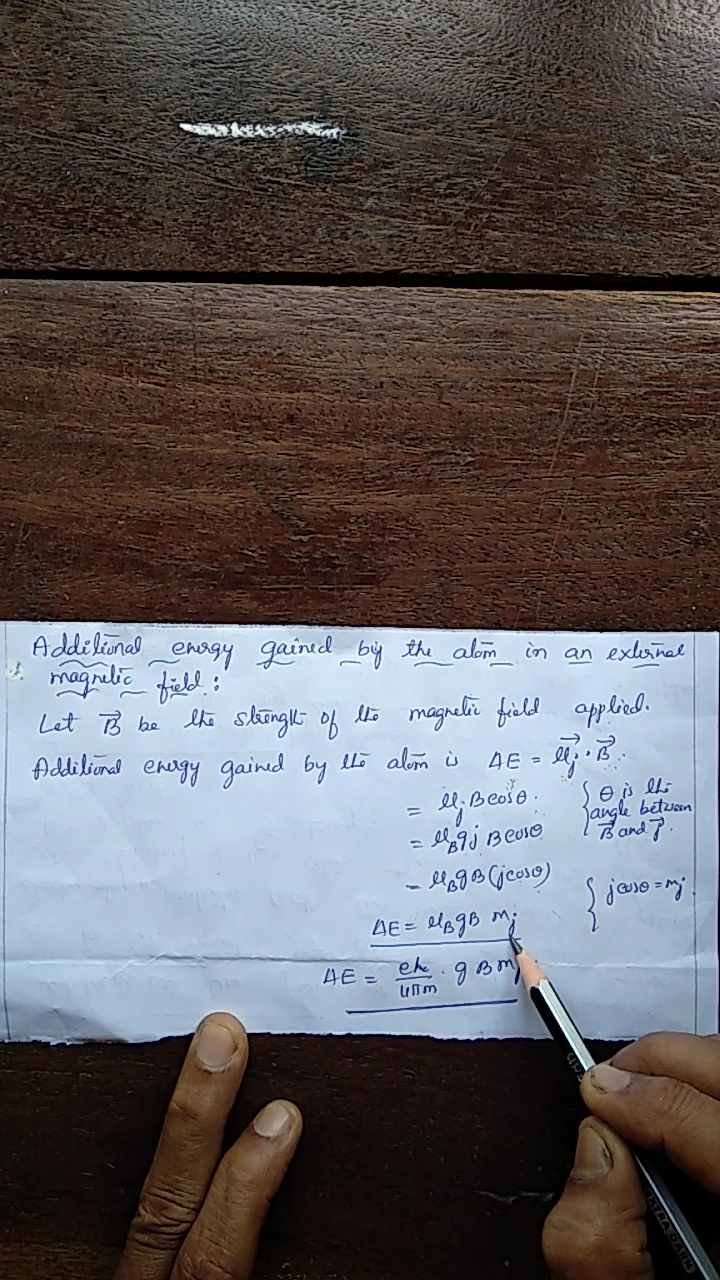 Additional energy gained by the atom in an external
magnetic field :
Let B⃗ be the strength of the magnetic field applied.
Additional energy gained by the atom is ΔE = μ⃗j · B⃗.
= μj B cosθ. { θ is the
angle between
B⃗ and J⃗.
= μB g j B cosθ
= μB g B (j cosθ) { j cosθ = mj.
ΔE = μB g B mj
ΔE = eh/4πm · g B mj